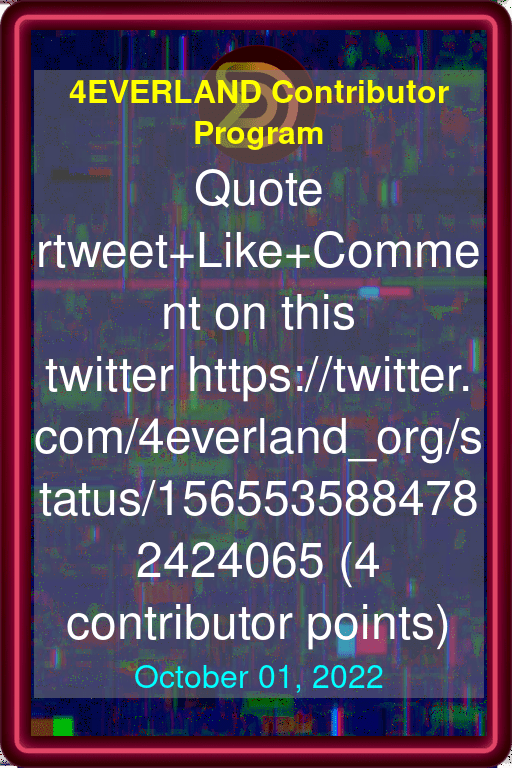 4EVERLAND Contributor
Program
Quote
rtweet+Like+Comme
nt on this
twitter https://twitter.
com/4everland_org/s
tatus/156553588478
2424065 (4
contributor points)
October 01, 2022